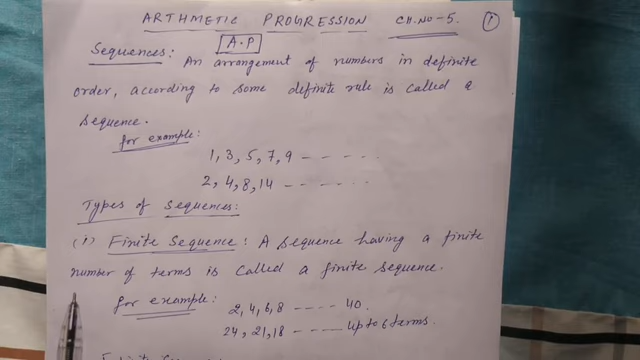 ARTHMETIC PROGRESSION CH.NO-5. 1
A.P
Sequences: An arrangement of numbers in definite
order, according to some definite rule is called a
sequence.
for example:
1, 3, 5, 7, 9 ------
2, 4, 8, 14 ------
Types of Sequences:
(i) Finite Sequence: A sequence having a finite
number of terms is called a finite sequence.
for example: 2, 4, 6, 8 ---- 40.
24, 21, 18 ------ up to 6 terms.